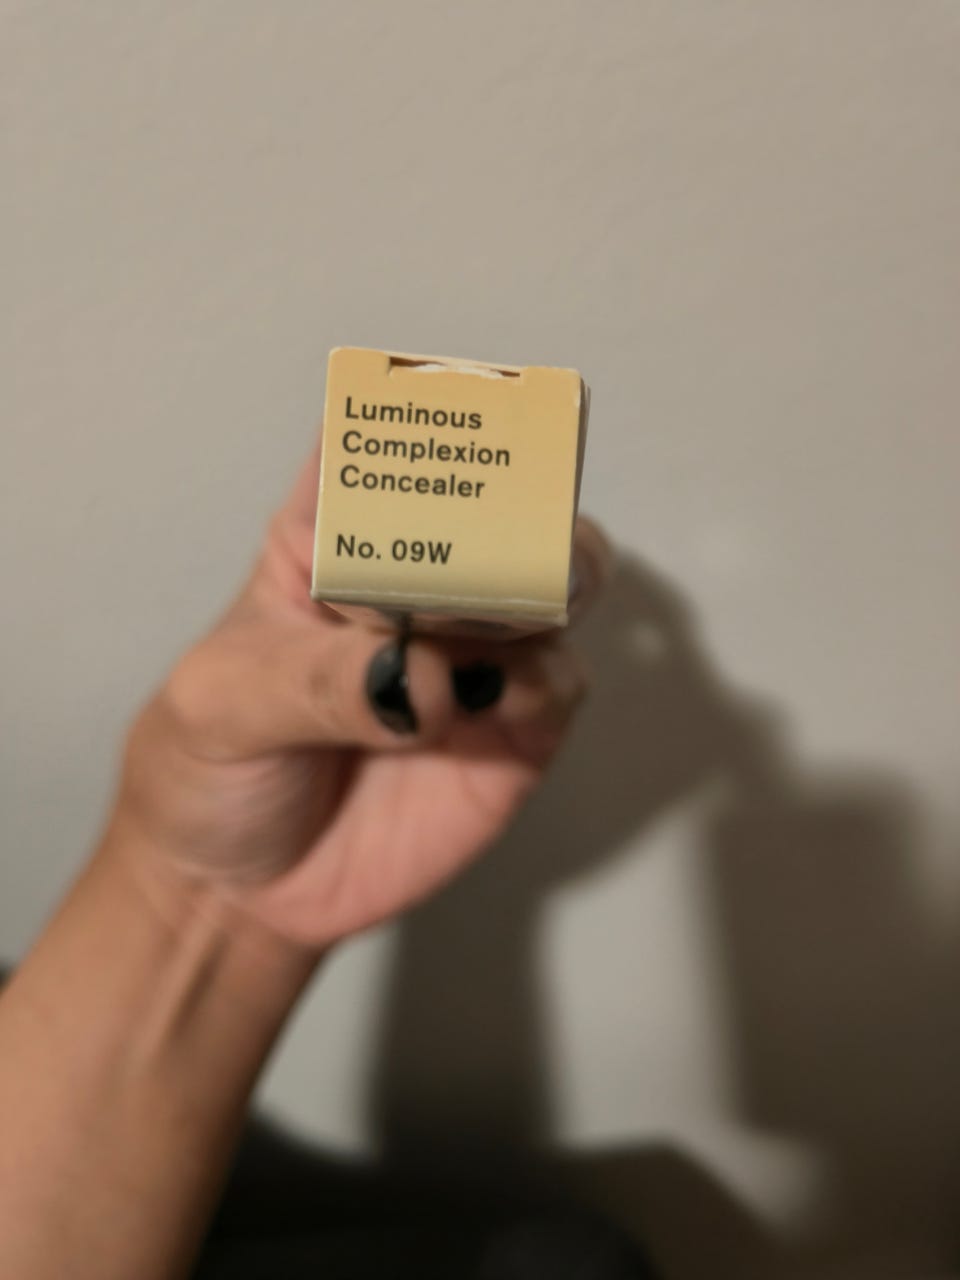 Luminous
Complexion
Concealer
No. 09W